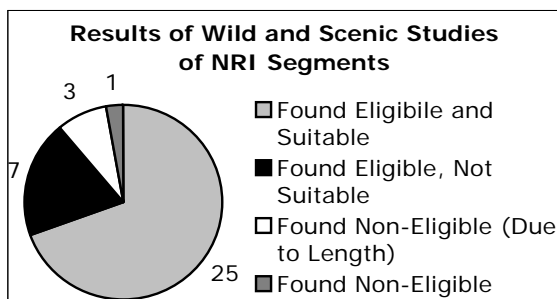 Results of Wild and Scenic Studies
of NRI Segments
1
3
7
25
Found Eligibile and
Suitable
Found Eligible, Not
Suitable
Found Non-Eligible (Due
to Length)
Found Non-Eligible